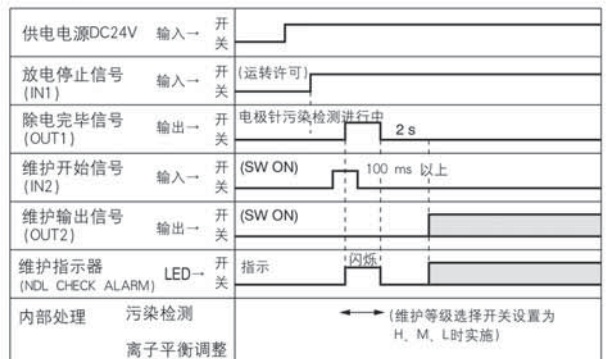 供电电源DC24V 输入→ 开
关
放电停止信号 输入→ 开 (运转许可)
(IN1) 关
除电完毕信号 输出→ 开 电极针污染检测进行中
(OUT1) 关 2 s
维护开始信号 输入→ 开 (SW ON) 100 ms 以上
(IN2) 关
维护输出信号 输出→ 开 (SW ON)
(OUT2) 关
维护指示器 LED→ 开 指示 闪烁
(NDL CHECK ALARM) 关
内部处理 污染检测 (维护等级选择开关设置为
H、M、L时实施)
离子平衡调整